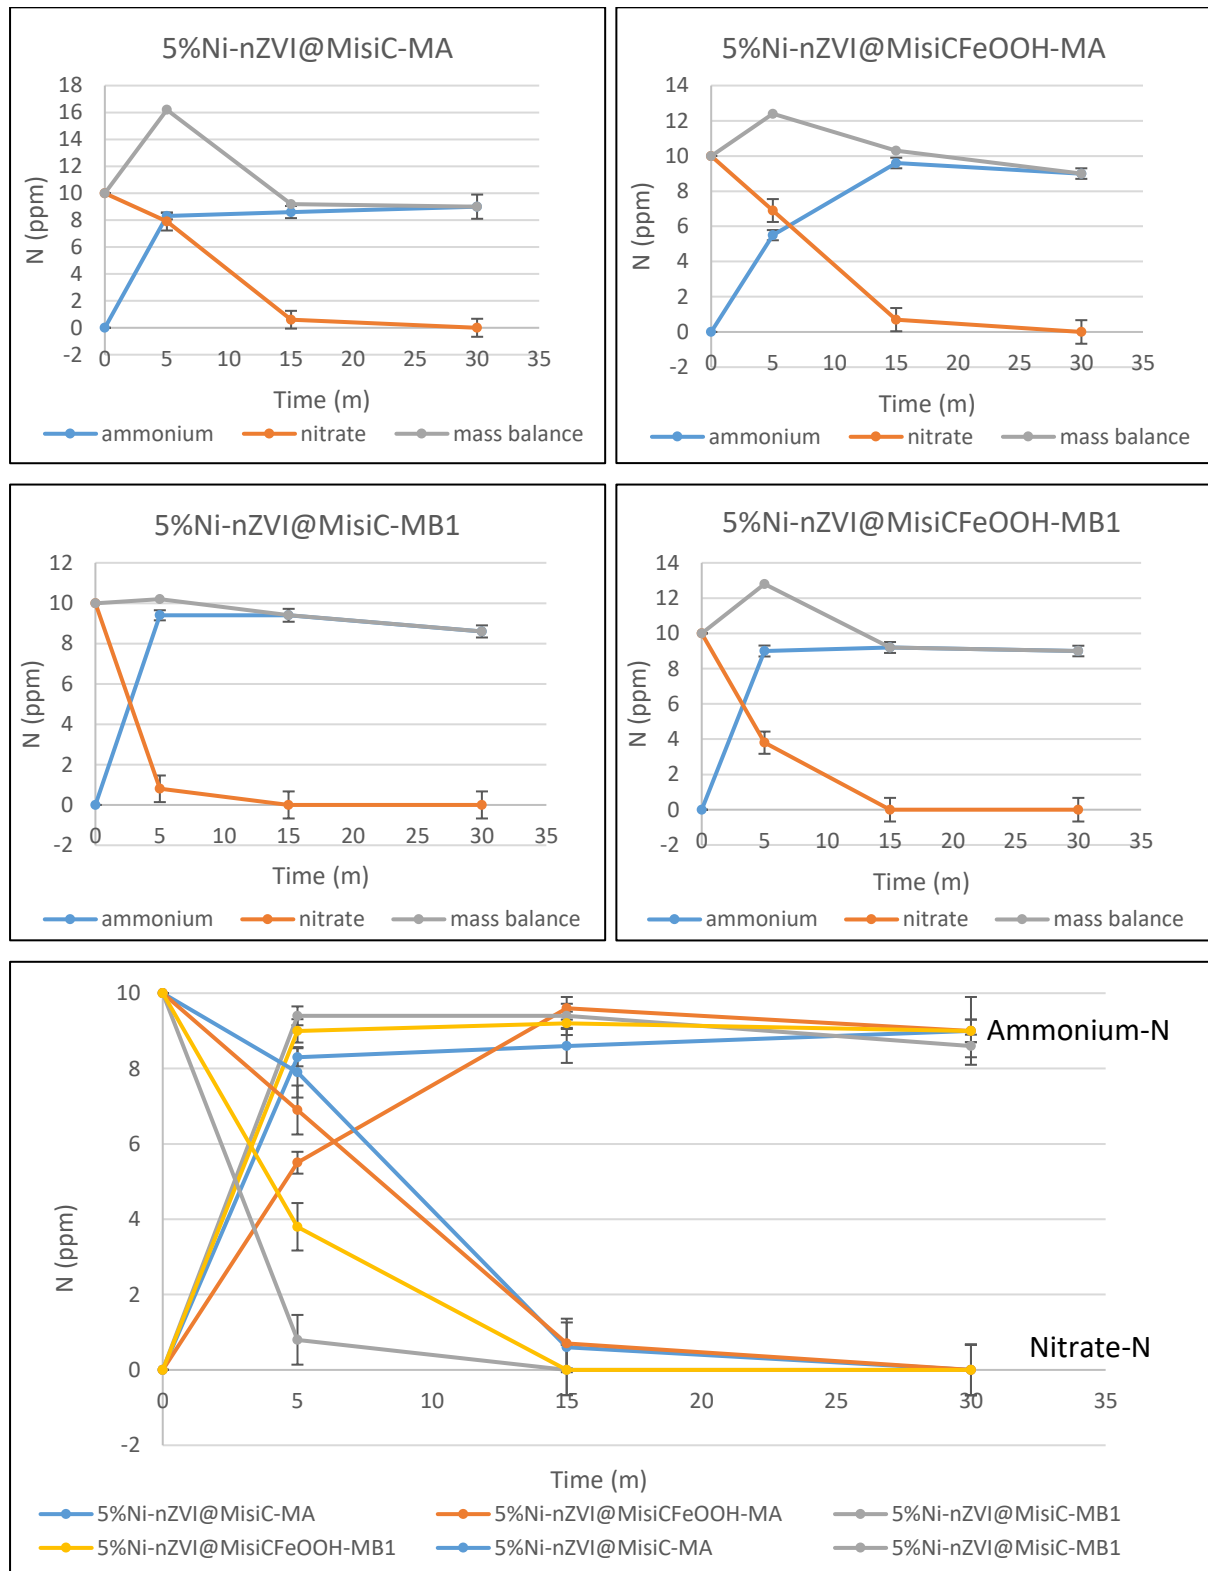 5%Ni-nZVI@MisiC-MA
18
16
14
12
10
8
6
4
2
0
-2
0 5 10 15 20 25 30 35
N (ppm)
Time (m)
ammonium nitrate mass balance
5%Ni-nZVI@MisiCFeOOH-MA
14
12
10
8
6
4
2
0
-2
0 5 10 15 20 25 30 35
N (ppm)
Time (m)
ammonium nitrate mass balance
5%Ni-nZVI@MisiC-MB1
12
10
8
6
4
2
0
-2
0 5 10 15 20 25 30 35
N (ppm)
Time (m)
ammonium nitrate mass balance
5%Ni-nZVI@MisiCFeOOH-MB1
14
12
10
8
6
4
2
0
-2
0 5 10 15 20 25 30 35
N (ppm)
Time (m)
ammonium nitrate mass balance
10
8
6
4
2
0
-2
0 5 10 15 20 25 30 35
N (ppm)
Ammonium-N
Nitrate-N
Time (m)
5%Ni-nZVI@MisiC-MA 5%Ni-nZVI@MisiCFeOOH-MA 5%Ni-nZVI@MisiC-MB1
5%Ni-nZVI@MisiCFeOOH-MB1 5%Ni-nZVI@MisiC-MA 5%Ni-nZVI@MisiC-MB1